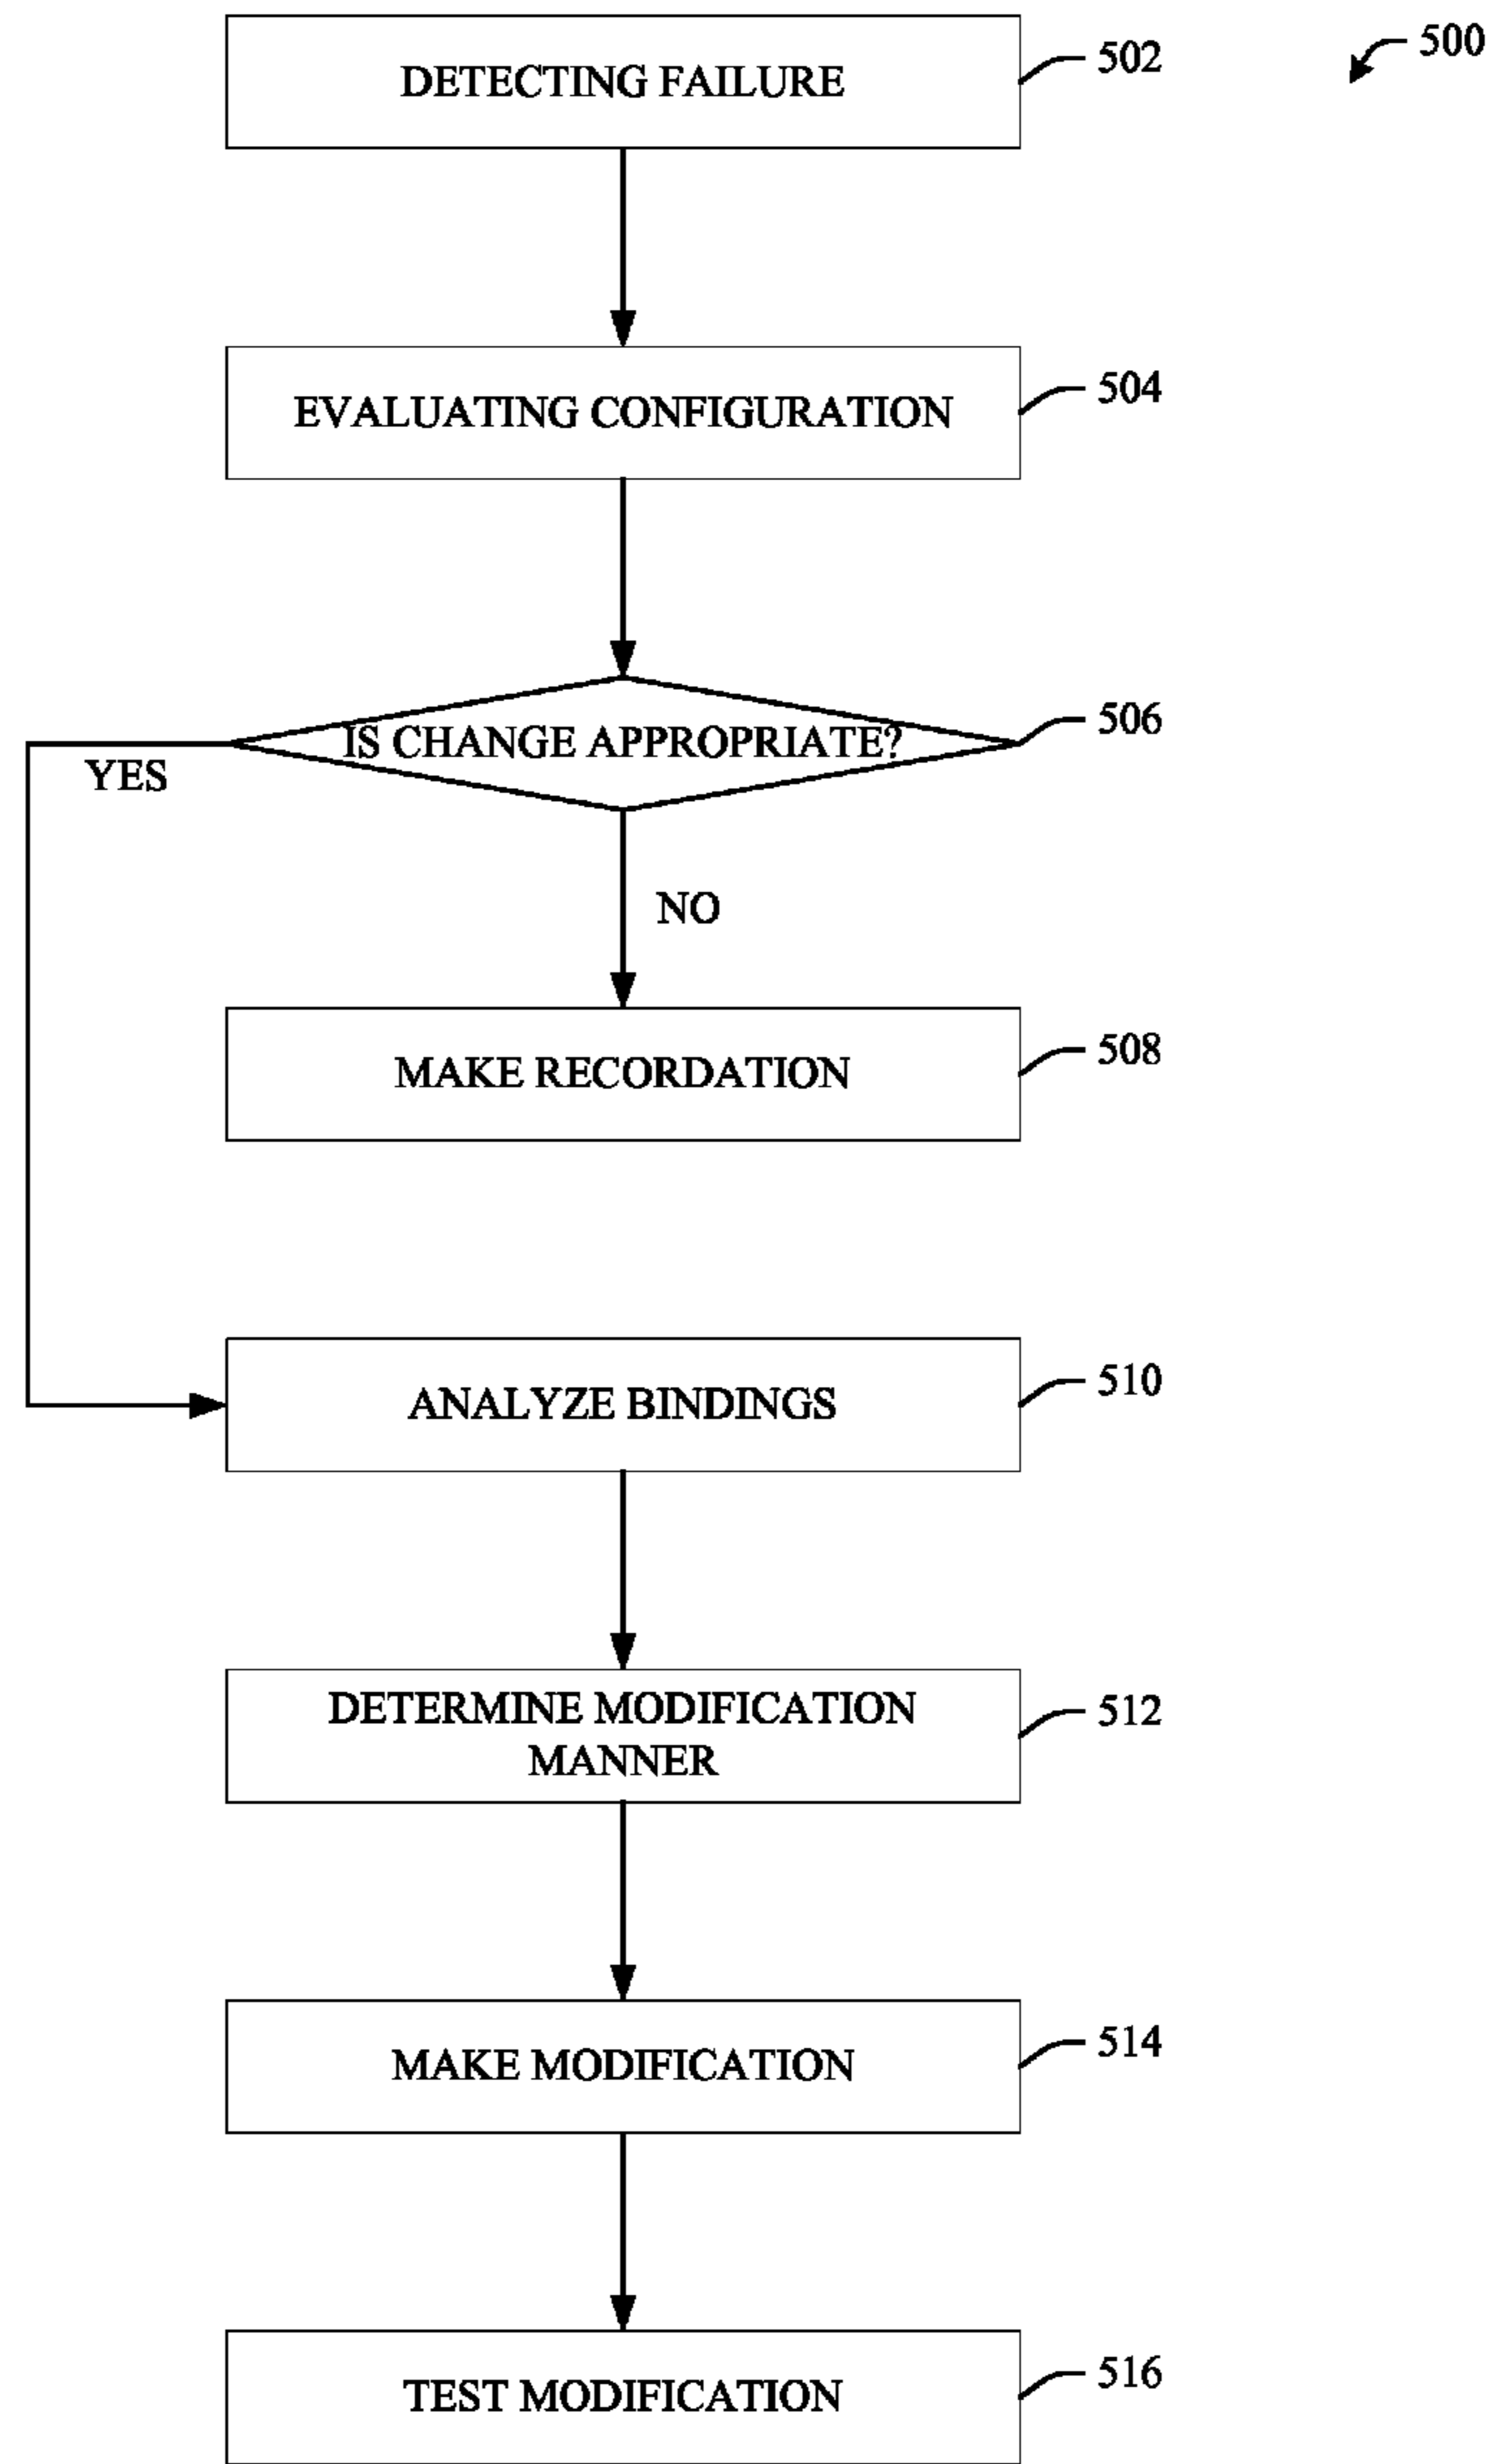 500
DETECTING FAILURE
502
EVALUATING CONFIGURATION
504
IS CHANGE APPROPRIATE?
506
YES
NO
MAKE RECORDATION
508
ANALYZE BINDINGS
510
DETERMINE MODIFICATION
MANNER
512
MAKE MODIFICATION
514
TEST MODIFICATION
516